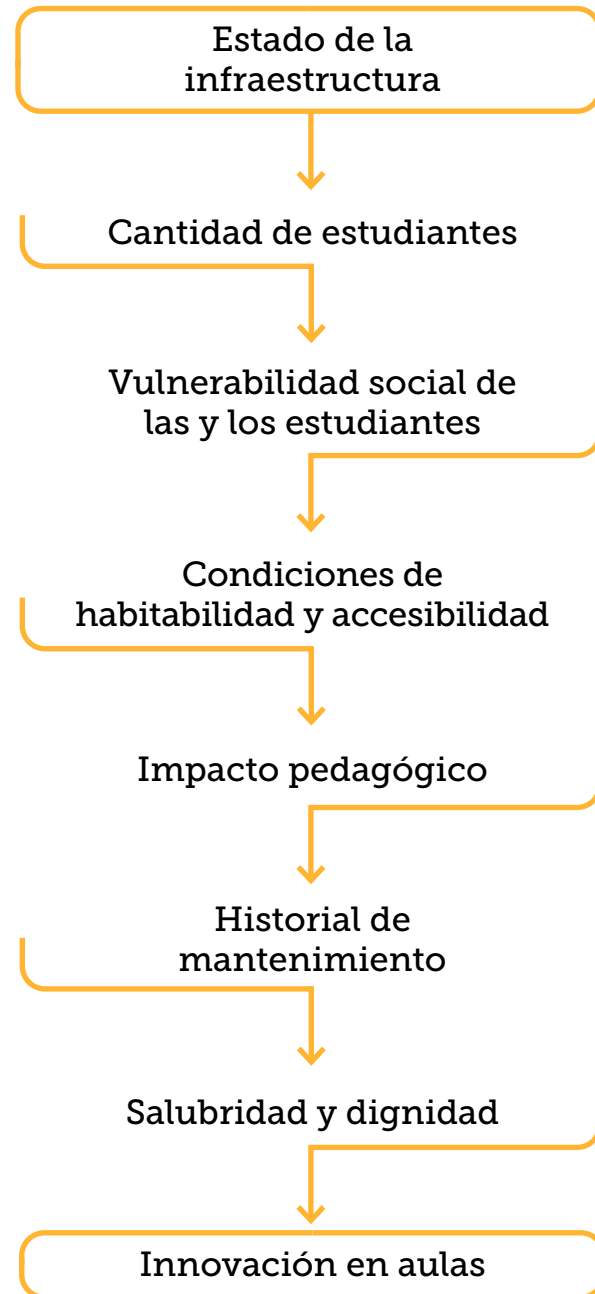 Estado de la
infraestructura
Cantidad de estudiantes
Vulnerabilidad social de
las y los estudiantes
Condiciones de
habitabilidad y accesibilidad
Impacto pedagógico
Historial de
mantenimiento
Salubridad y dignidad
Innovación en aulas